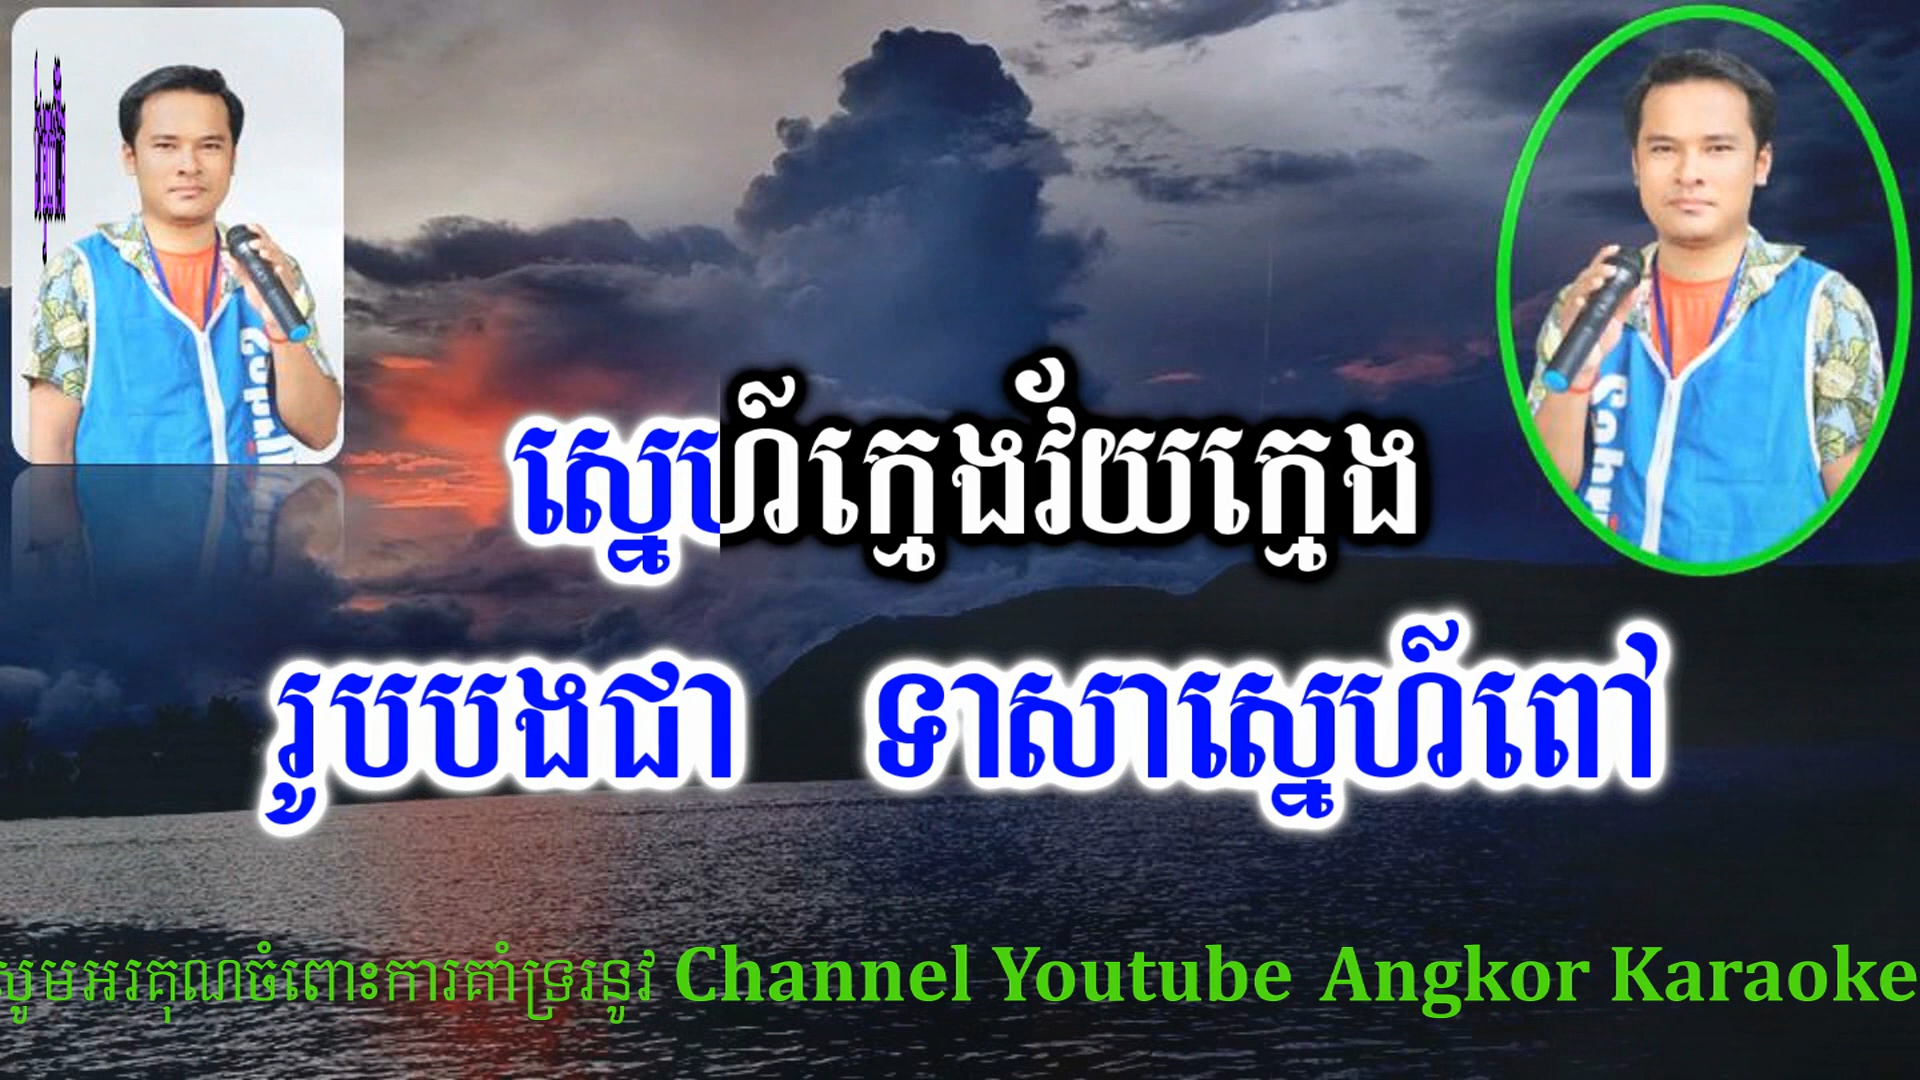 ស្នេហ៍ក្មេងវ័យក្មេង
រូបបងជា ទាសាស្នេហ៍ពៅ
សូមអរគុណចំពោះការគាំទ្ររនូវ Channel Youtube Angkor Karaoke